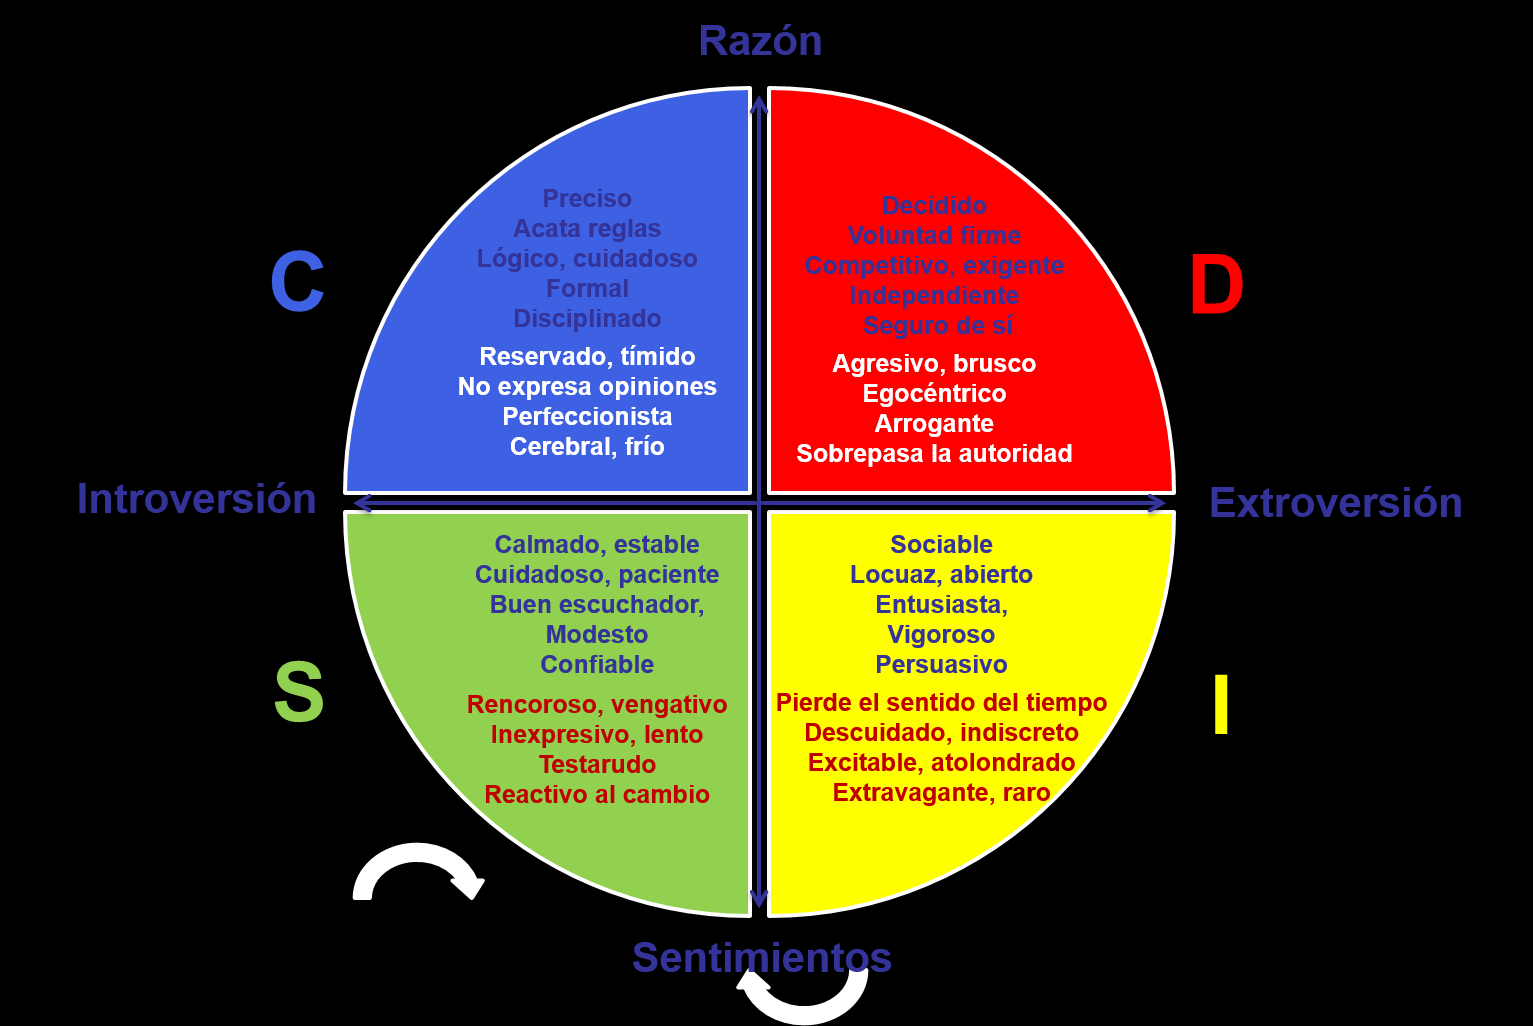 Razón
C
Preciso
Acata reglas
Lógico, cuidadoso
Formal
Disciplinado
Reservado, tímido
No expresa opiniones
Perfeccionista
Cerebral, frío
D
Decidido
Voluntad firme
Competitivo, exigente
Independiente
Seguro de sí
Agresivo, brusco
Egocéntrico
Arrogante
Sobrepasa la autoridad
Introversión
Extroversión
S
Calmado, estable
Cuidadoso, paciente
Buen escuchador,
Modesto
Confiable
Rencoroso, vengativo
Inexpresivo, lento
Testarudo
Reactivo al cambio
I
Sociable
Locuaz, abierto
Entusiasta,
Vigoroso
Persuasivo
Pierde el sentido del tiempo
Descuidado, indiscreto
Excitable, atolondrado
Extravagante, raro
Sentimientos